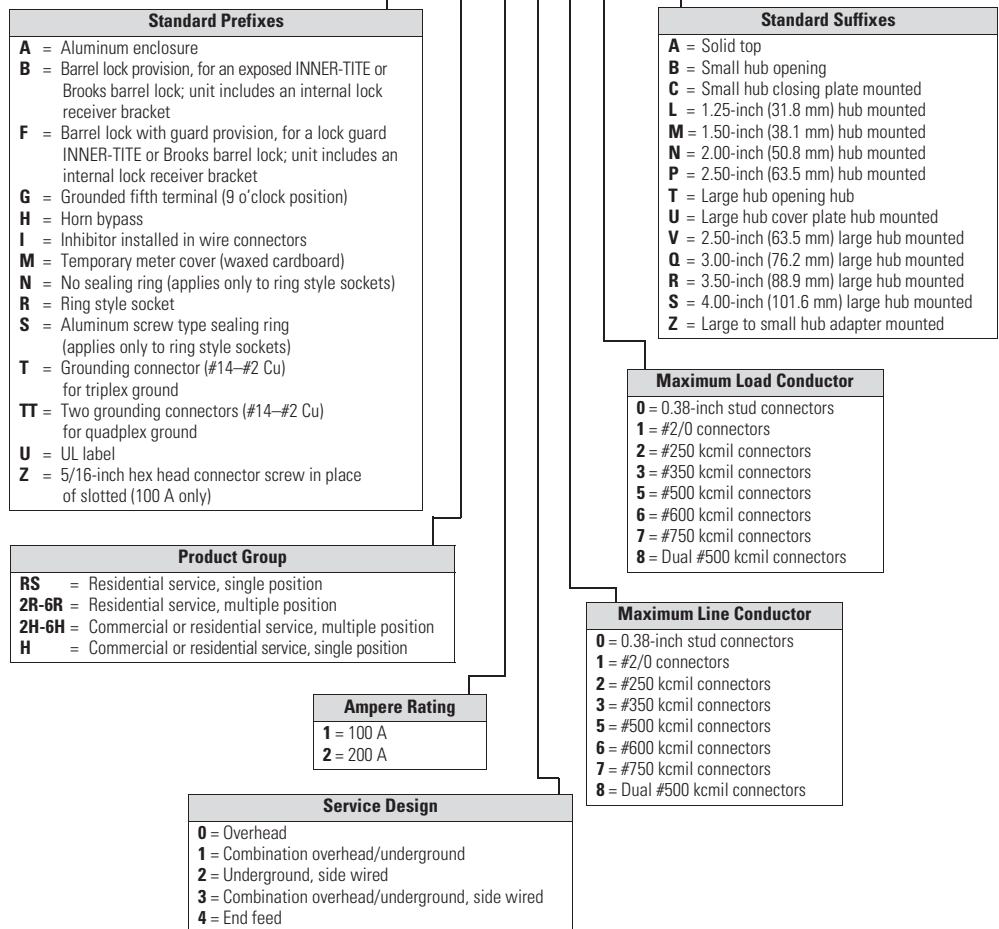 Standard Prefixes
A = Aluminum enclosure
B = Barrel lock provision, for an exposed INNER-TITE or
Brooks barrel lock; unit includes an internal lock
receiver bracket
F = Barrel lock with guard provision, for a lock guard
INNER-TITE or Brooks barrel lock; unit includes an
internal lock receiver bracket
G = Grounded fifth terminal (9 o'clock position)
H = Horn bypass
I = Inhibitor installed in wire connectors
M = Temporary meter cover (waxed cardboard)
N = No sealing ring (applies only to ring style sockets)
R = Ring style socket
S = Aluminum screw type sealing ring
(applies only to ring style sockets)
T = Grounding connector (#14–#2 Cu)
for triplex ground
TT = Two grounding connectors (#14–#2 Cu)
for quadplex ground
U = UL label
Z = 5/16-inch hex head connector screw in place
of slotted (100 A only)
Standard Suffixes
A = Solid top
B = Small hub opening
C = Small hub closing plate mounted
L = 1.25-inch (31.8 mm) hub mounted
M = 1.50-inch (38.1 mm) hub mounted
N = 2.00-inch (50.8 mm) hub mounted
P = 2.50-inch (63.5 mm) hub mounted
T = Large hub opening hub
U = Large hub cover plate hub mounted
V = 2.50-inch (63.5 mm) large hub mounted
Q = 3.00-inch (76.2 mm) large hub mounted
R = 3.50-inch (88.9 mm) large hub mounted
S = 4.00-inch (101.6 mm) large hub mounted
Z = Large to small hub adapter mounted
Maximum Load Conductor
0 = 0.38-inch stud connectors
1 = #2/0 connectors
2 = #250 kcmil connectors
3 = #350 kcmil connectors
5 = #500 kcmil connectors
6 = #600 kcmil connectors
7 = #750 kcmil connectors
8 = Dual #500 kcmil connectors
Product Group
RS = Residential service, single position
2R-6R = Residential service, multiple position
2H-6H = Commercial or residential service, multiple position
H = Commercial or residential service, single position
Maximum Line Conductor
0 = 0.38-inch stud connectors
1 = #2/0 connectors
2 = #250 kcmil connectors
3 = #350 kcmil connectors
5 = #500 kcmil connectors
6 = #600 kcmil connectors
7 = #750 kcmil connectors
8 = Dual #500 kcmil connectors
Ampere Rating
1 = 100 A
2 = 200 A
Service Design
0 = Overhead
1 = Combination overhead/underground
2 = Underground, side wired
3 = Combination overhead/underground, side wired
4 = End feed